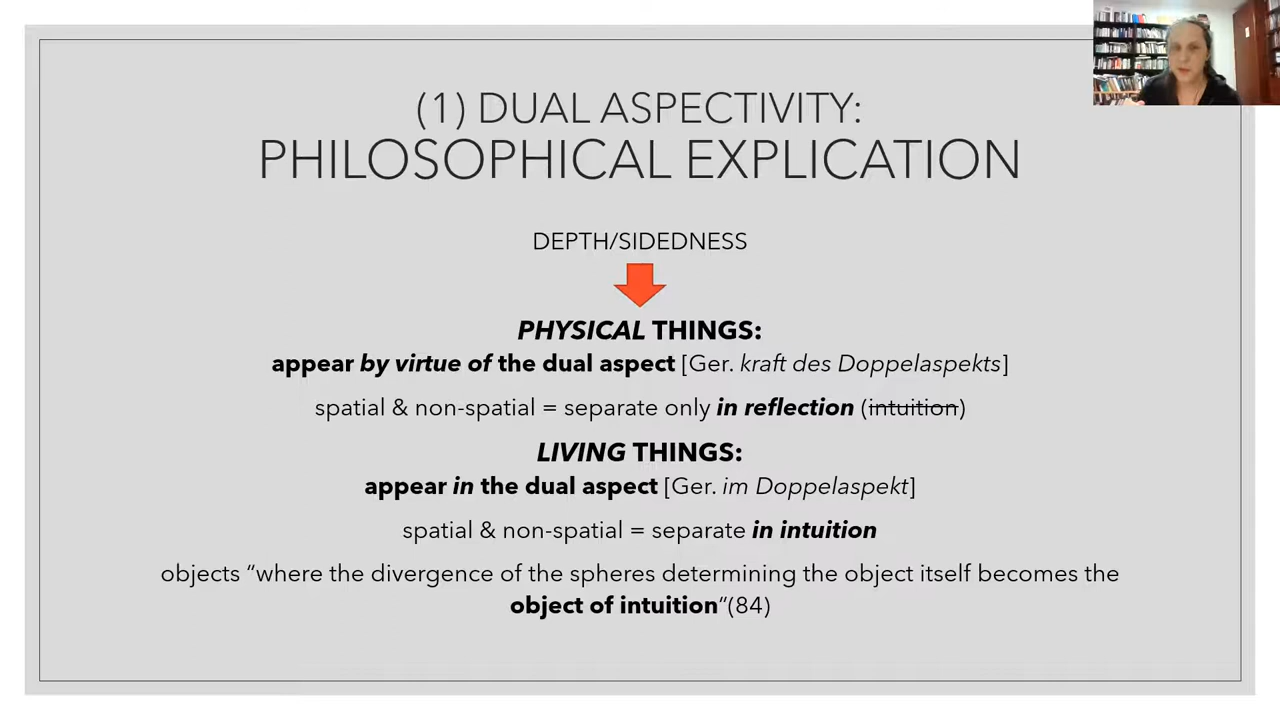 (1) DUAL ASPECTIVITY:
PHILOSOPHICAL EXPLICATION
DEPTH/SIDEDNESS
PHYSICAL THINGS:
appear by virtue of the dual aspect [Ger. kraft des Doppelaspekts]
spatial & non-spatial = separate only in reflection (intuition)
LIVING THINGS:
appear in the dual aspect [Ger. im Doppelaspekt]
spatial & non-spatial = separate in intuition
objects “where the divergence of the spheres determining the object itself becomes the
object of intuition”(84)